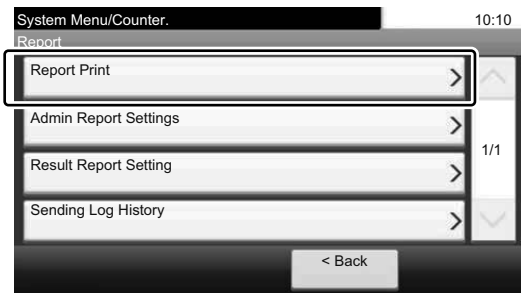 System Menu/Counter. 10:10
Report
Report Print
Admin Report Settings
1/1
Result Report Setting
Sending Log History
< Back